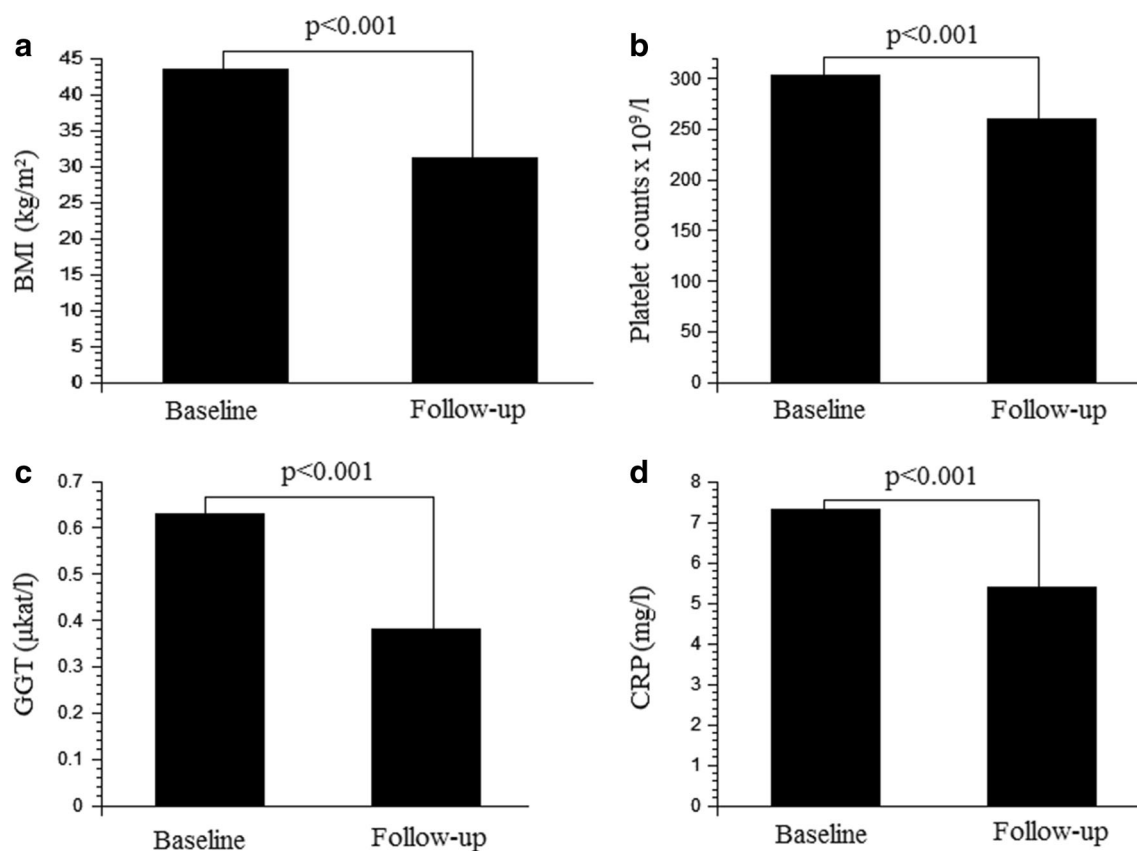 a
p<0.001
BMI (kg/m²)
45
40
35
30
25
20
15
10
5
0
Baseline Follow-up
b
p<0.001
Platelet counts x 10⁹/l
300
250
200
150
100
50
0
Baseline Follow-up
c
p<0.001
GGT (µkat/l)
0.7
0.6
0.5
0.4
0.3
0.2
0.1
0
Baseline Follow-up
d
p<0.001
CRP (mg/l)
8
7
6
5
4
3
2
1
0
Baseline Follow-up